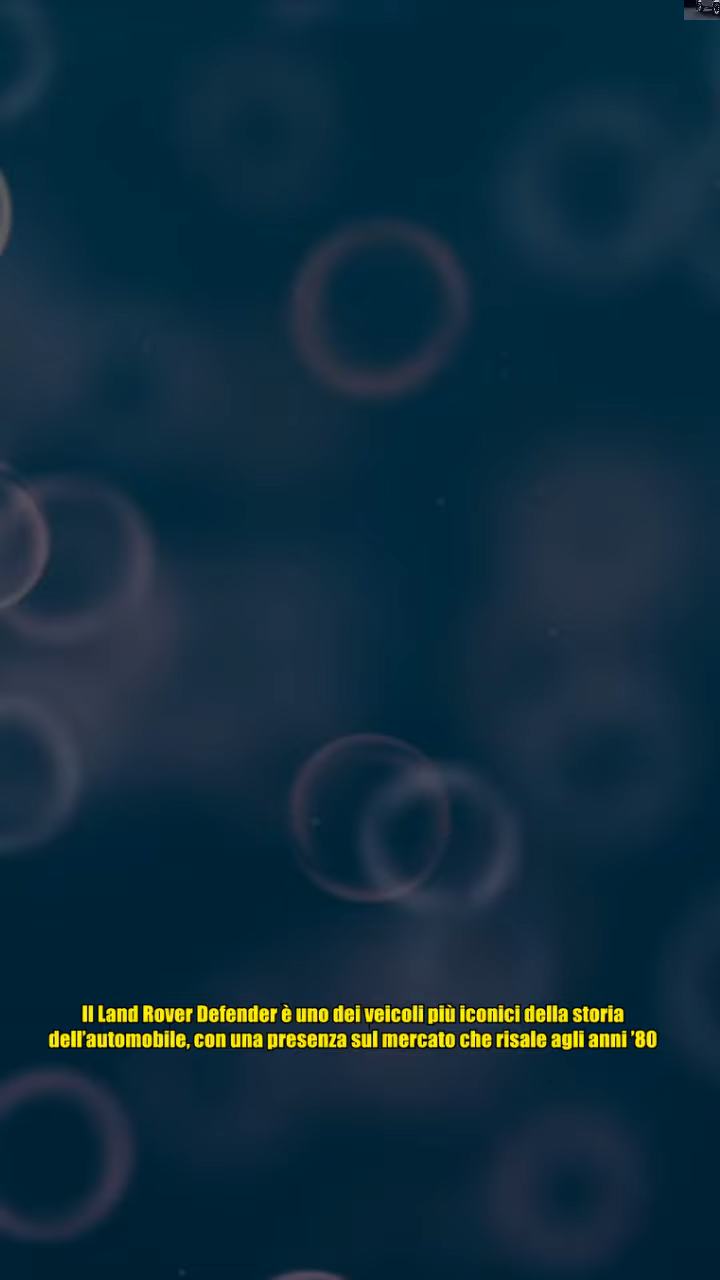 Il Land Rover Defender è uno dei veicoli più iconici della storia
dell'automobile, con una presenza sul mercato che risale agli anni '80